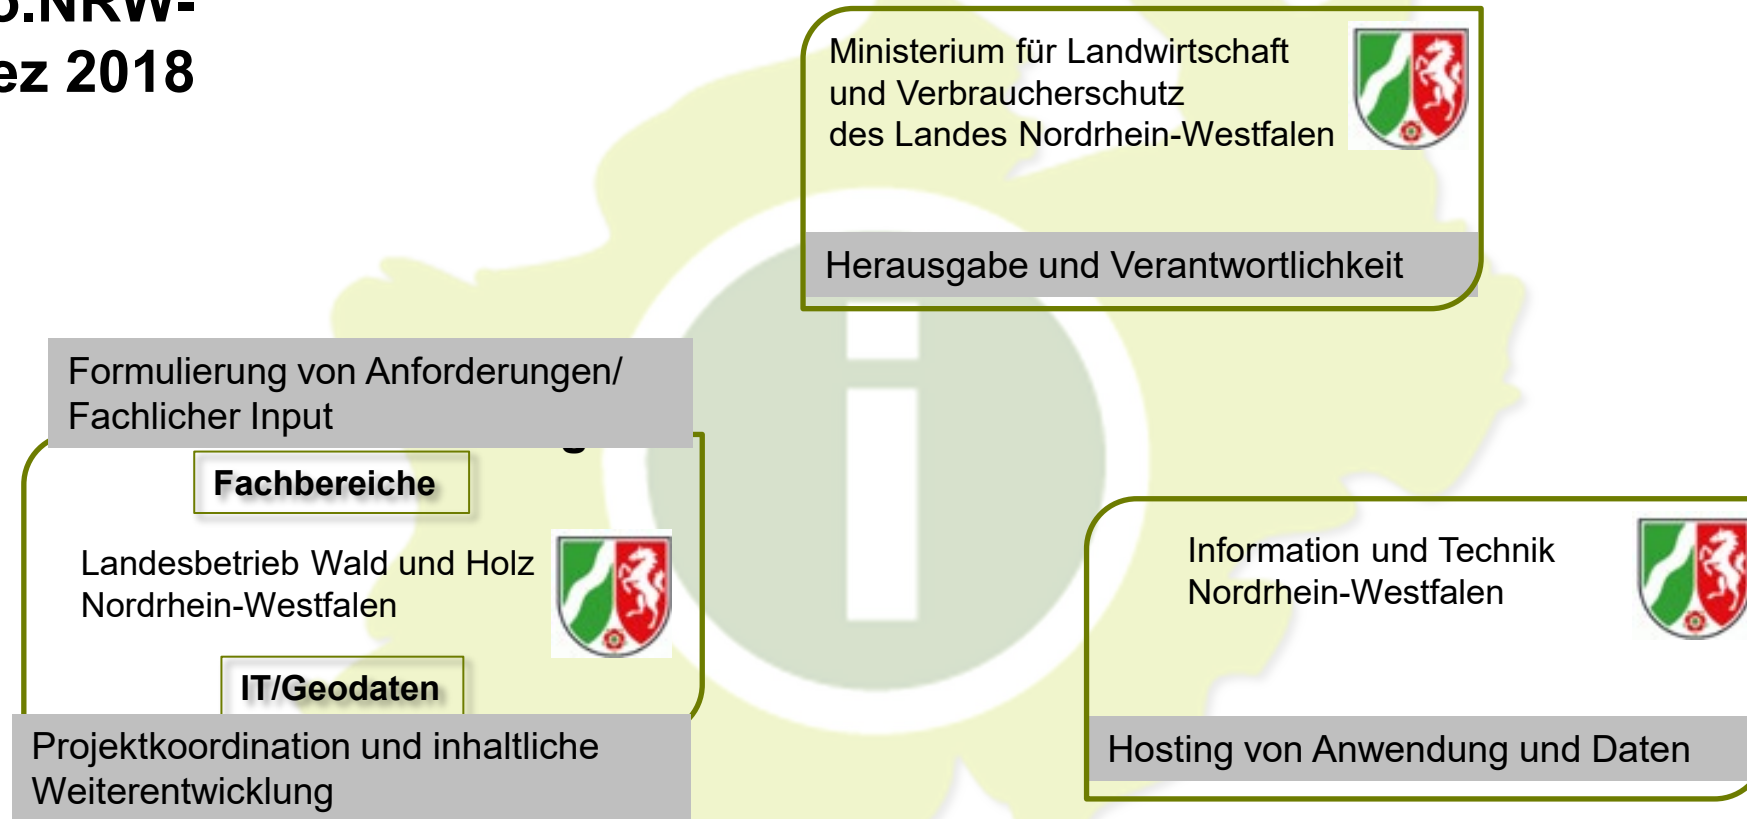 .NRW-
ez 2018
Ministerium für Landwirtschaft
und Verbraucherschutz
des Landes Nordrhein-Westfalen
Herausgabe und Verantwortlichkeit
Formulierung von Anforderungen/
Fachlicher Input
Fachbereiche
Landesbetrieb Wald und Holz
Nordrhein-Westfalen
IT/Geodaten
Projektkoordination und inhaltliche
Weiterentwicklung
Information und Technik
Nordrhein-Westfalen
Hosting von Anwendung und Daten